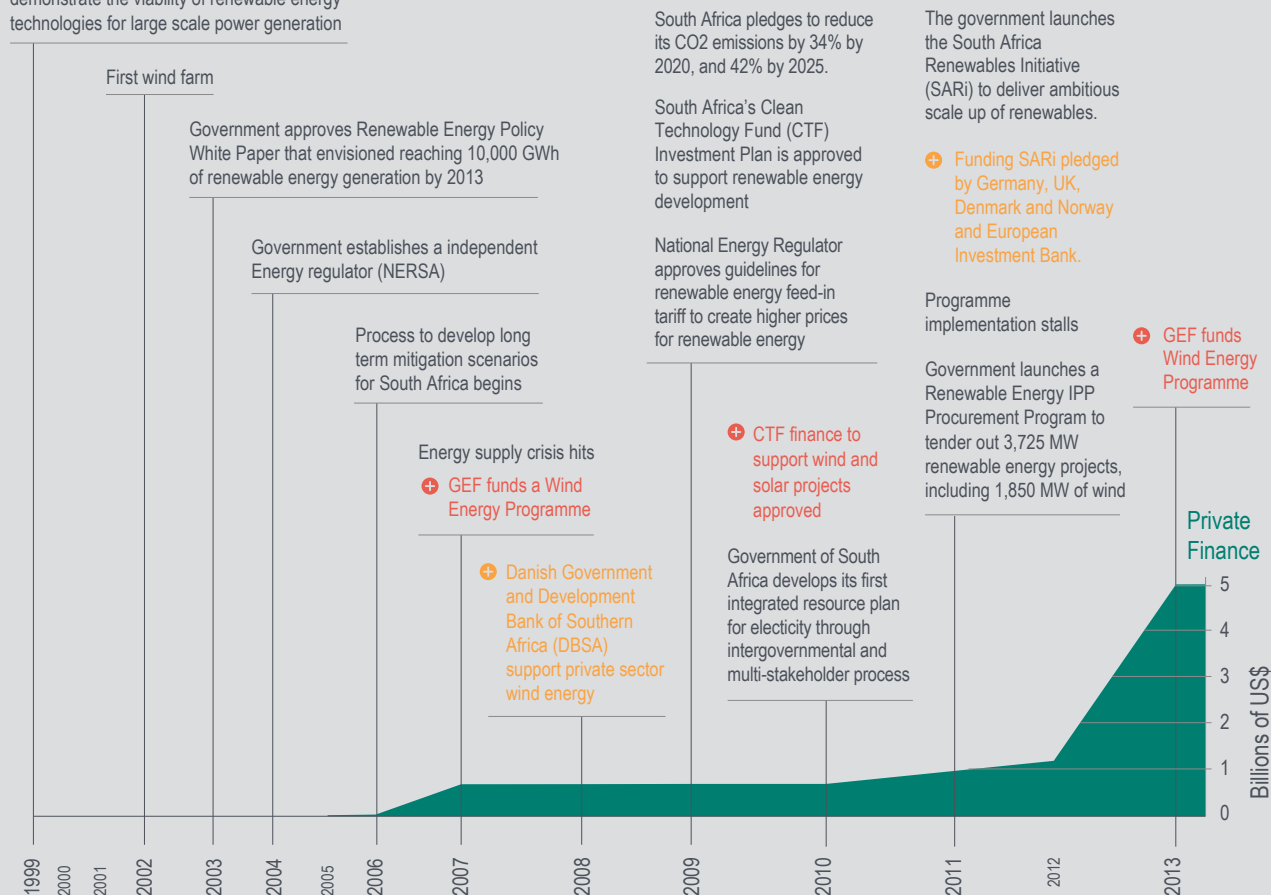 demonstrate the viability of renewable energy
technologies for large scale power generation
First wind farm
Government approves Renewable Energy Policy
White Paper that envisioned reaching 10,000 GWh
of renewable energy generation by 2013
Government establishes a independent
Energy regulator (NERSA)
Process to develop long
term mitigation scenarios
for South Africa begins
Energy supply crisis hits
GEF funds a Wind
Energy Programme
Danish Government
and Development
Bank of Southern
Africa (DBSA)
support private sector
wind energy
South Africa pledges to reduce
its CO2 emissions by 34% by
2020, and 42% by 2025.
South Africa's Clean
Technology Fund (CTF)
Investment Plan is approved
to support renewable energy
development
National Energy Regulator
approves guidelines for
renewable energy feed-in
tariff to create higher prices
for renewable energy
CTF finance to
support wind and
solar projects
approved
Government of South
Africa develops its first
integrated resource plan
for electicity through
intergovernmental and
multi-stakeholder process
The government launches
the South Africa
Renewables Initiative
(SARi) to deliver ambitious
scale up of renewables.
Funding SARi pledged
by Germany, UK,
Denmark and Norway
and European
Investment Bank.
Programme
implementation stalls
Government launches a
Renewable Energy IPP
Procurement Program to
tender out 3,725 MW
renewable energy projects,
including 1,850 MW of wind
GEF funds
Wind Energy
Programme
Private
Finance
5
4
3
2
1
0
Billions of US$
1999
2000
2001
2002
2003
2004
2005
2006
2007
2008
2009
2010
2011
2012
2013